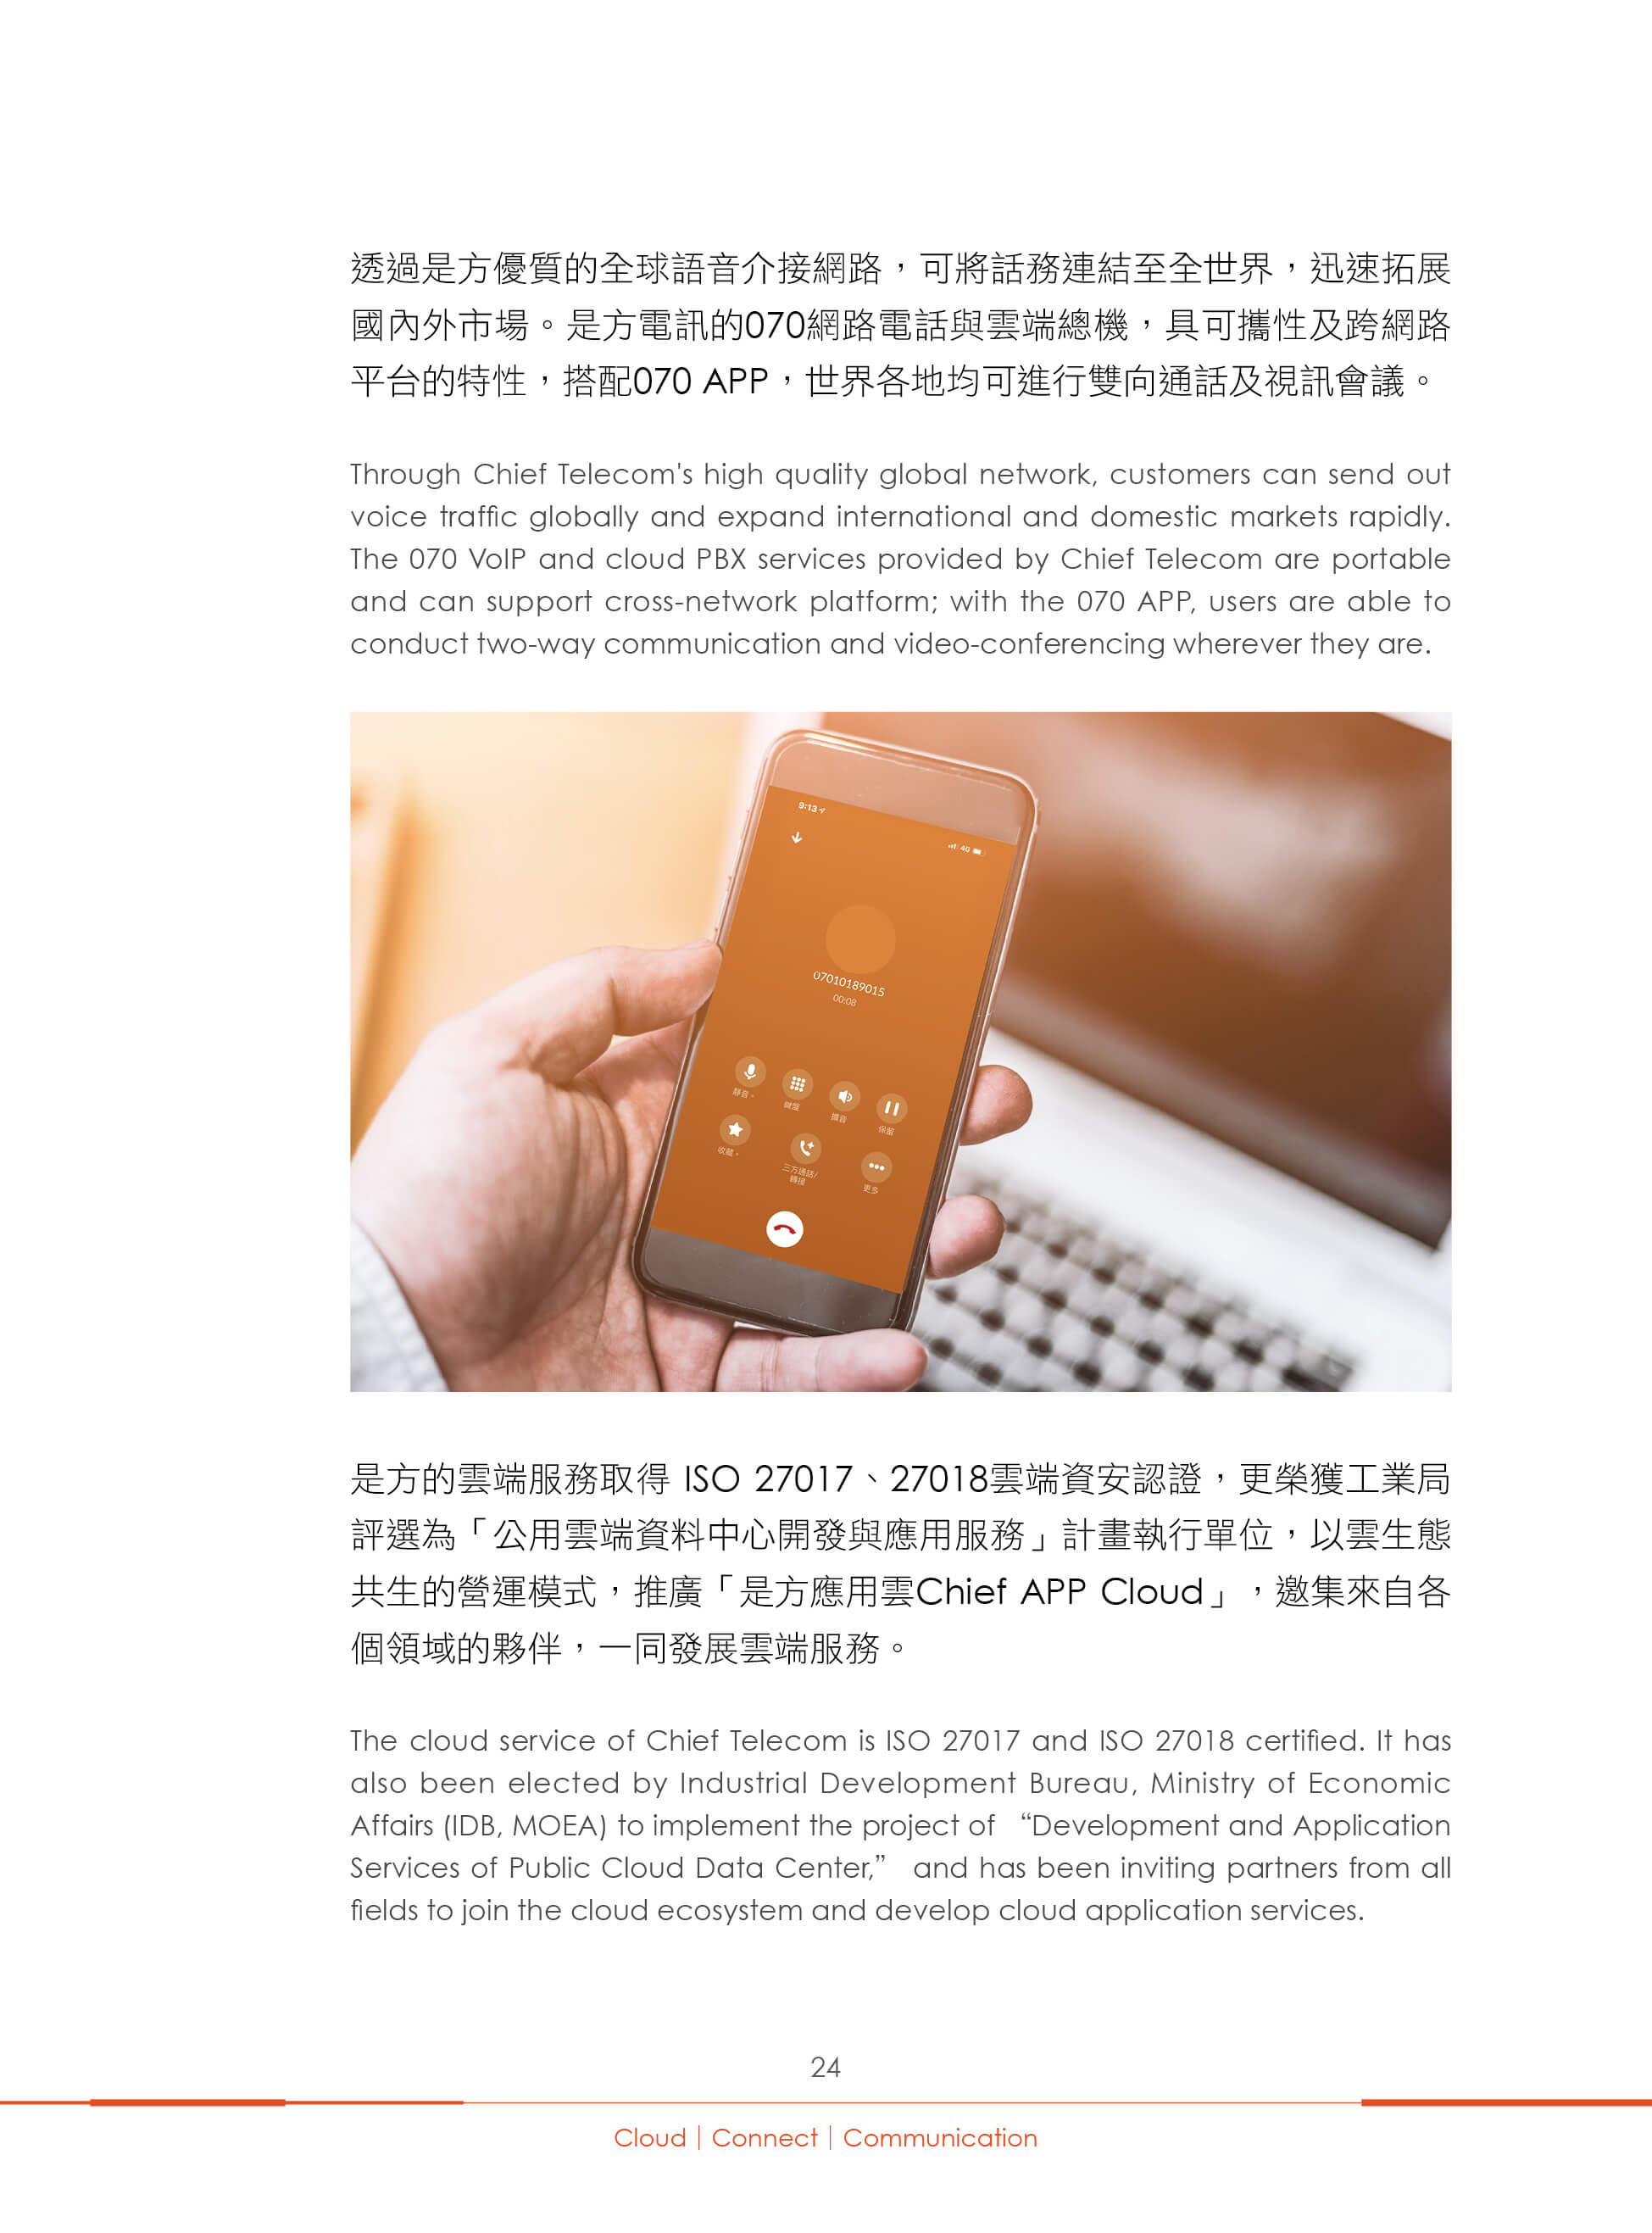 透過是方優質的全球語音介接網路，可將話務連結至全世界，迅速拓展
國內外市場。是方電訊的070網路電話與雲端總機，具可攜性及跨網路
平台的特性，搭配070 APP，世界各地均可進行雙向通話及視訊會議。
Through Chief Telecom's high quality global network, customers can send out
voice traffic globally and expand international and domestic markets rapidly.
The 070 VoIP and cloud PBX services provided by Chief Telecom are portable
and can support cross-network platform; with the 070 APP, users are able to
conduct two-way communication and video-conferencing wherever they are.
9:13
4G
07010189015
00:08
靜音
鍵盤
擴音
保留
收藏
三方通話/
轉接
更多
是方的雲端服務取得 ISO 27017、27018雲端資安認證，更榮獲工業局
評選為「公用雲端資料中心開發與應用服務」計畫執行單位，以雲生態
共生的營運模式，推廣「是方應用雲Chief APP Cloud」，邀集來自各
個領域的夥伴，一同發展雲端服務。
The cloud service of Chief Telecom is ISO 27017 and ISO 27018 certified. It has
also been elected by Industrial Development Bureau, Ministry of Economic
Affairs (IDB, MOEA) to implement the project of “Development and Application
Services of Public Cloud Data Center,” and has been inviting partners from all
fields to join the cloud ecosystem and develop cloud application services.
24
Cloud｜Connect｜Communication